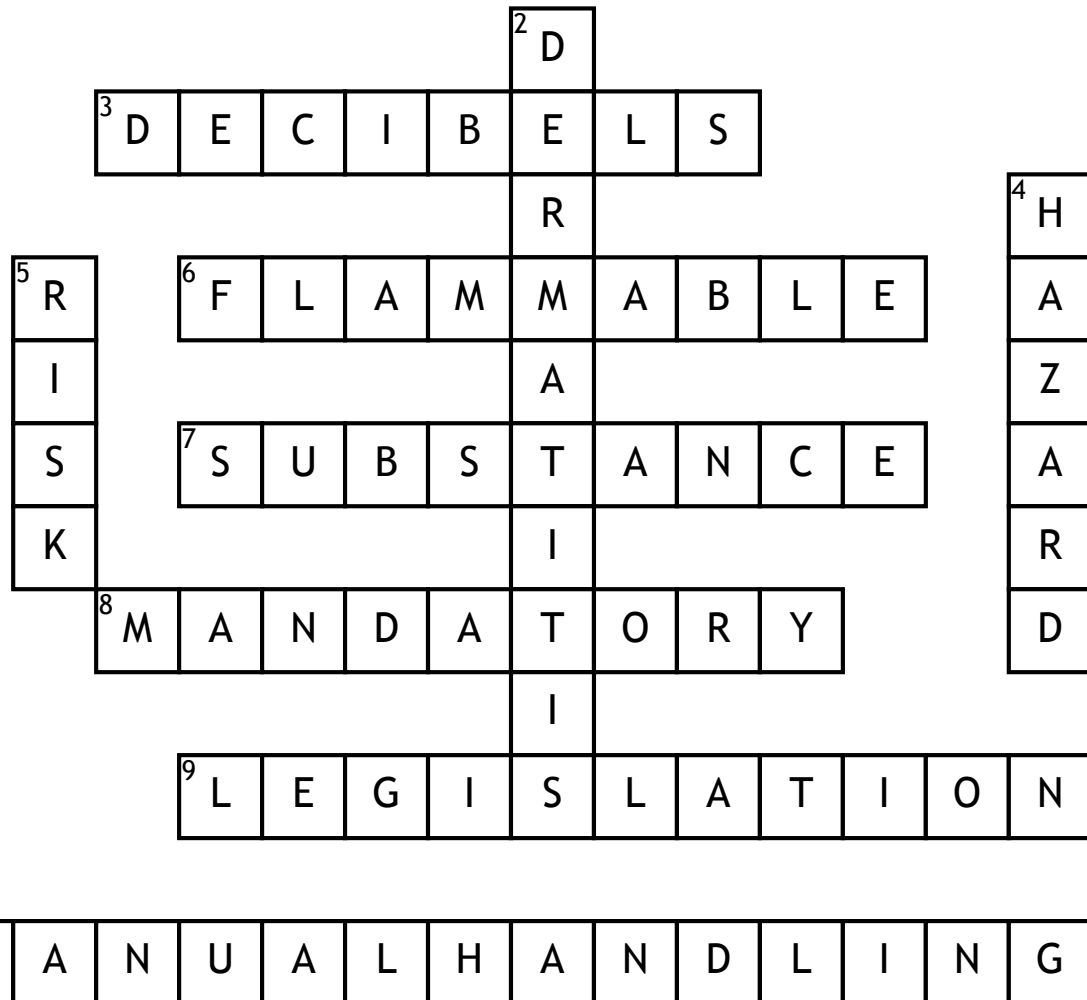 2 D
3 D E C I B E L S
R 4 H
5 R 6 F L A M M A B L E A
I A Z
S 7 S U B S T A N C E A
K I R
8 M A N D A T O R Y D
I
9 L E G I S L A T I O N
A N U A L H A N D L I N G